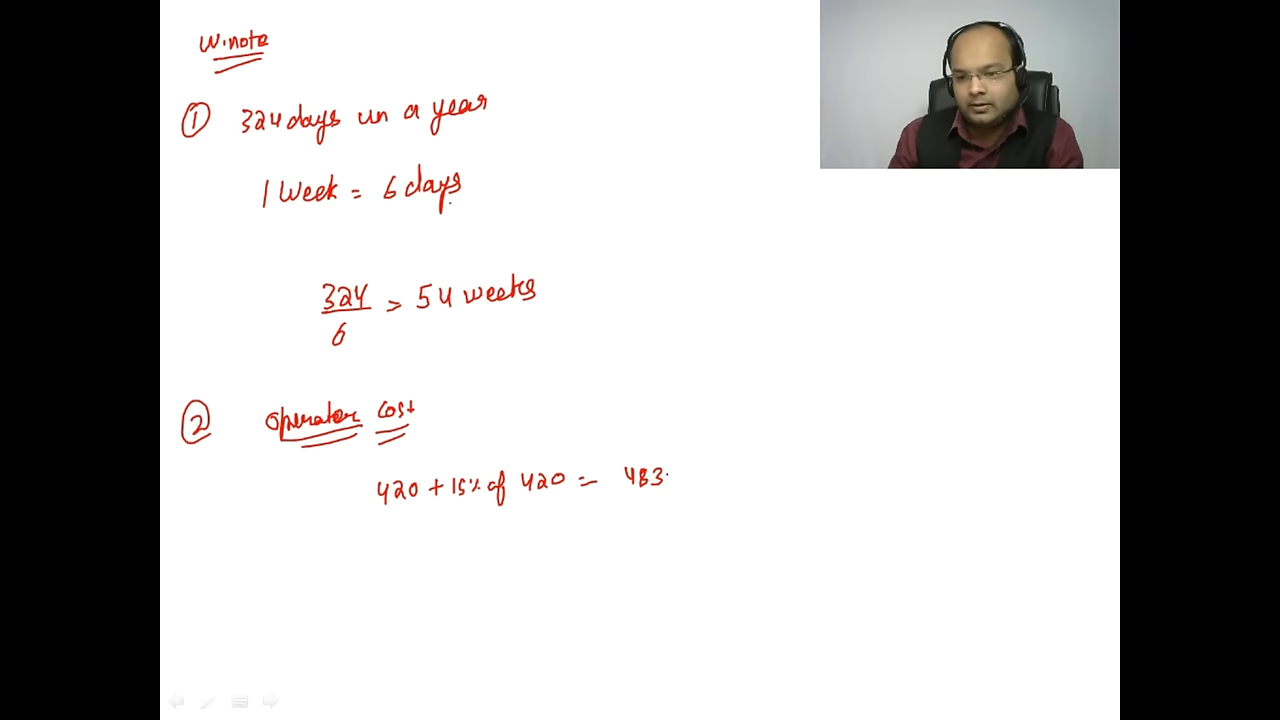 W.note
① 324 days in a year
1 Week = 6 days
324/6 = 54 weeks
② Operator Cost
420 + 15% of 420 = 483